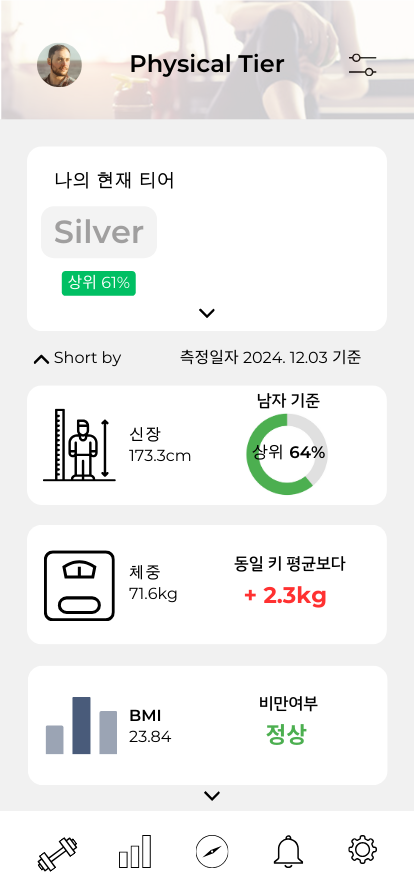 Physical Tier
나의 현재 티어
Silver
상위 61%
Short by
측정일자 2024. 12.03 기준
신장
173.3cm
남자 기준
상위 64%
체중
71.6kg
동일 키 평균보다
+ 2.3kg
BMI
23.84
비만여부
정상